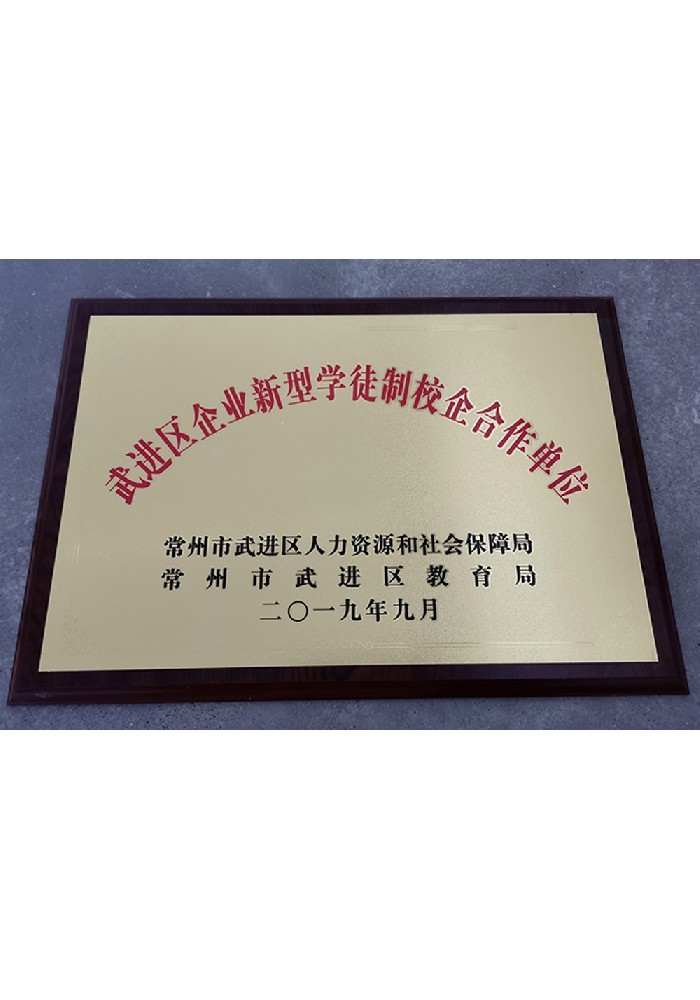 武进区企业新型学徒制校企合作单位
常州市武进区人力资源和社会保障局
常州市武进区教育局
二〇一九年九月